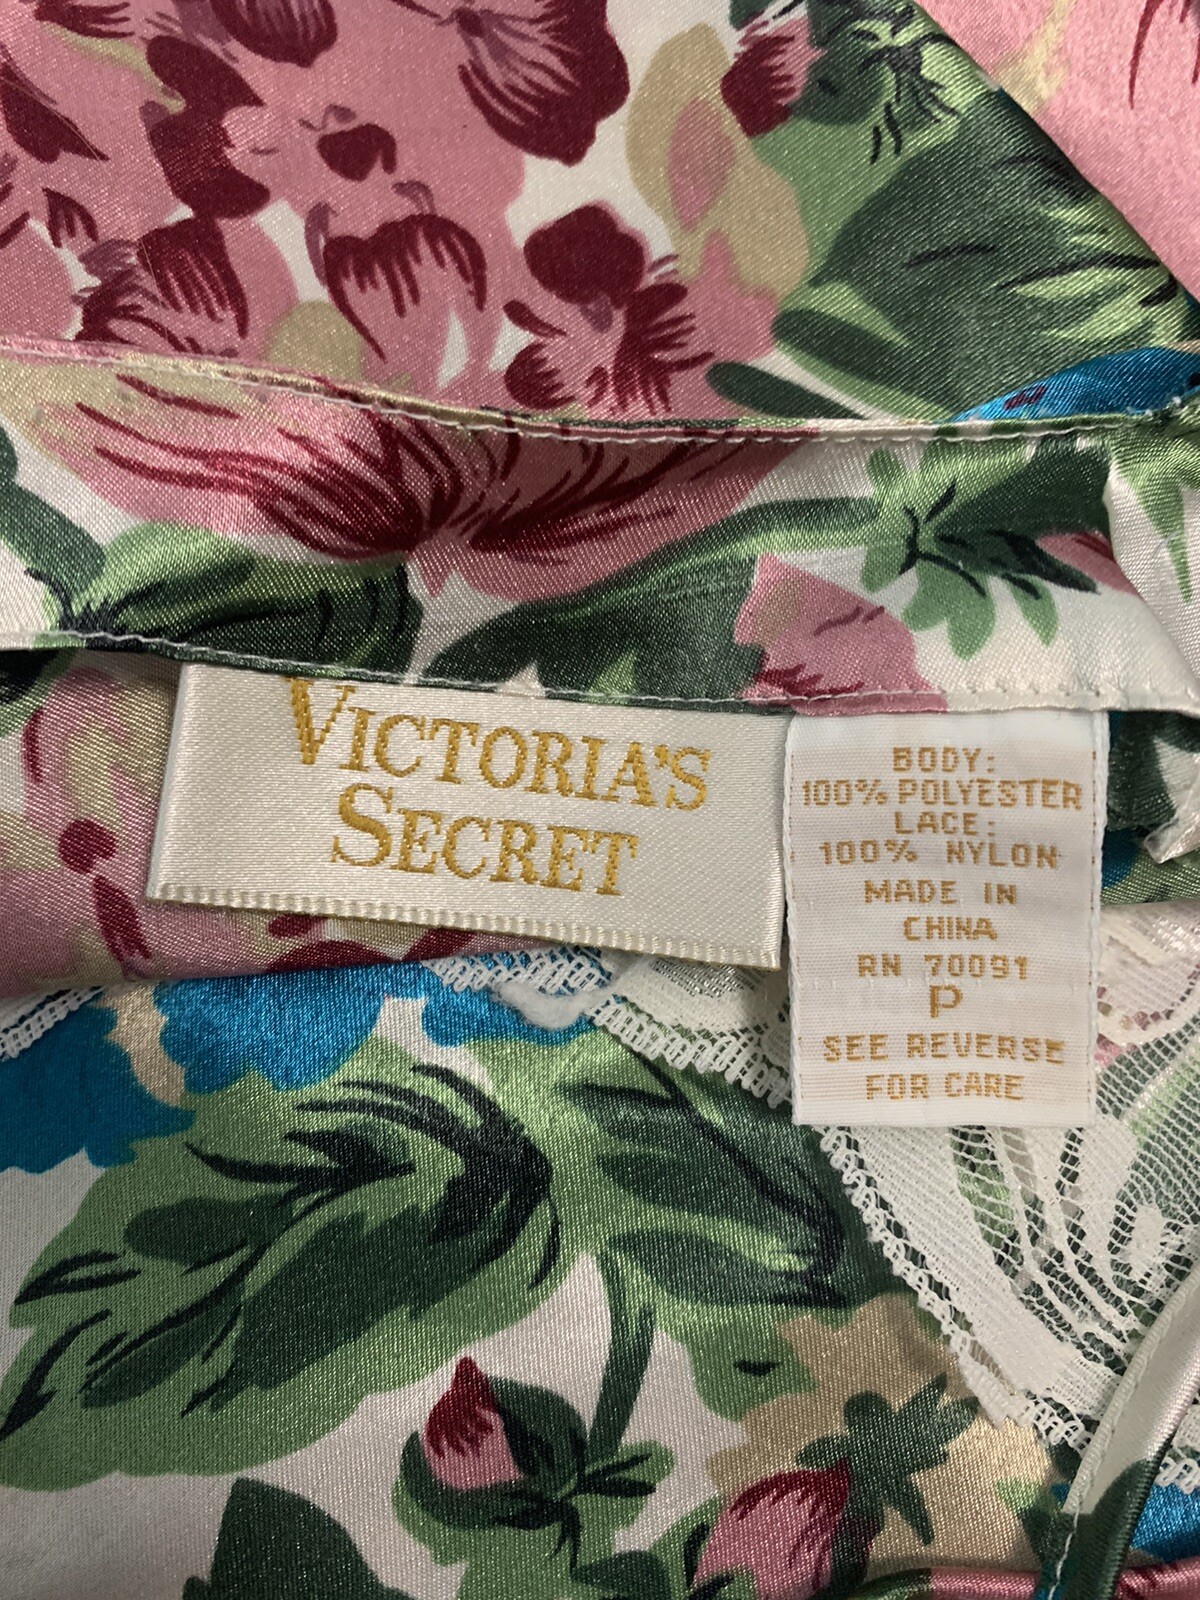 VICTORIA'S
SECRET
BODY:
100% POLYESTER
LACE:
100% NYLON
MADE IN
CHINA
RN 70091
P
SEE REVERSE
FOR CARE